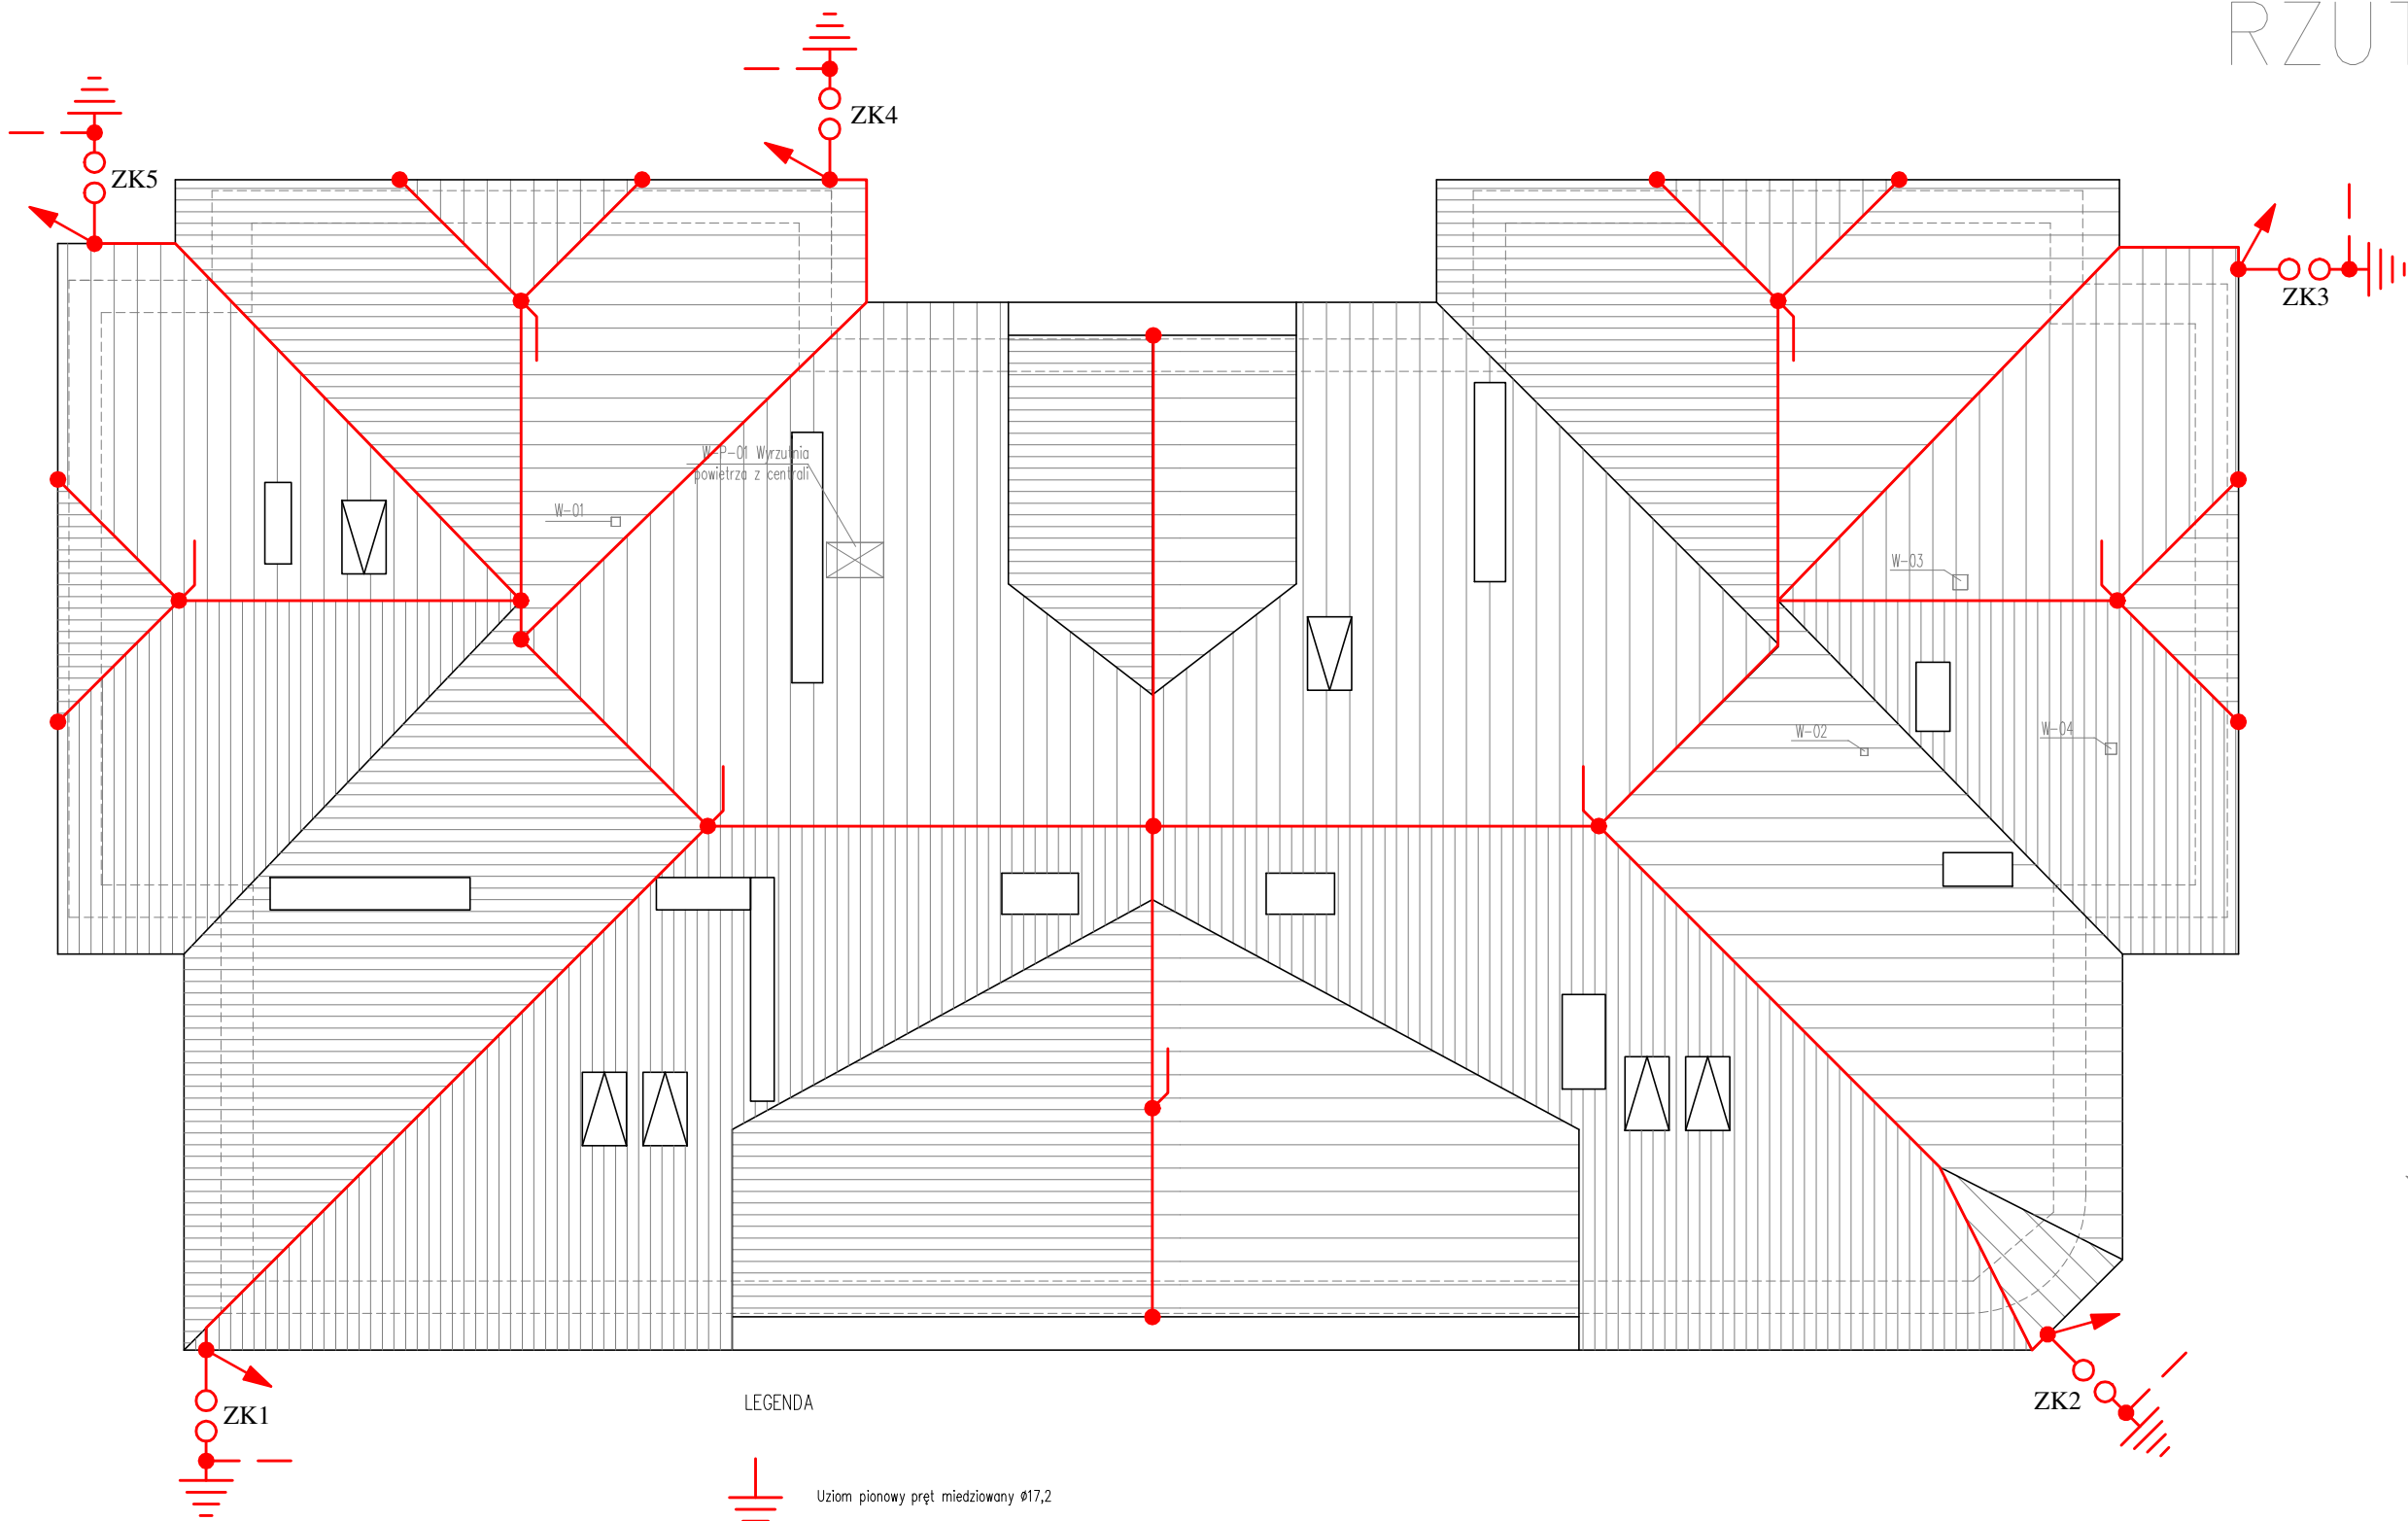 RZUT
ZK4
ZK5
ZK3
W-P-01 Wyrzutnia
powietrza z centrali
W-01
W-03
W-02
W-04
ZK1
ZK2
LEGENDA
Uziom pionowy pręt miedziowany ø17,2